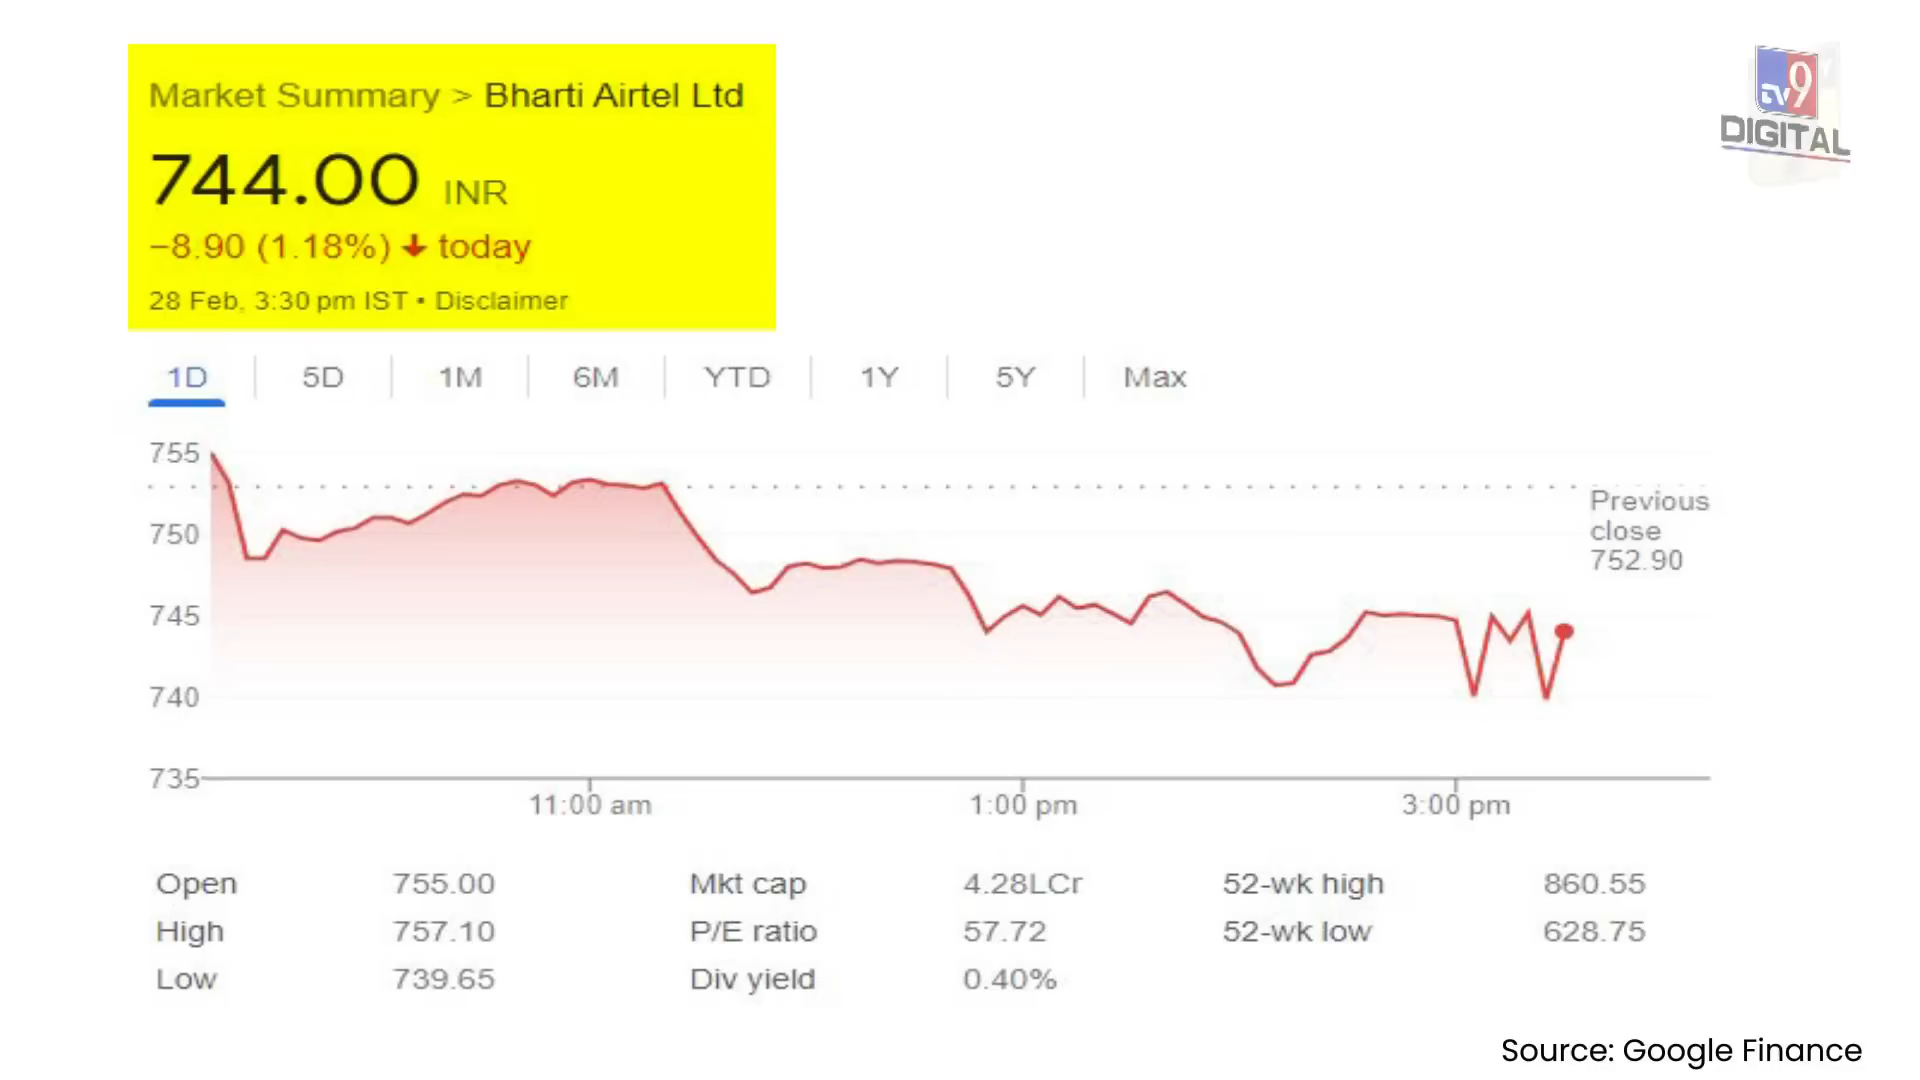 Market Summary > Bharti Airtel Ltd
TV9
DIGITAL
744.00 INR
−8.90 (1.18%) ↓ today
28 Feb, 3:30 pm IST • Disclaimer
1D 5D 1M 6M YTD 1Y 5Y Max
755
750
745
740
735
Previous
close
752.90
11:00 am 1:00 pm 3:00 pm
Open 755.00 Mkt cap 4.28LCr 52-wk high 860.55
High 757.10 P/E ratio 57.72 52-wk low 628.75
Low 739.65 Div yield 0.40%
Source: Google Finance